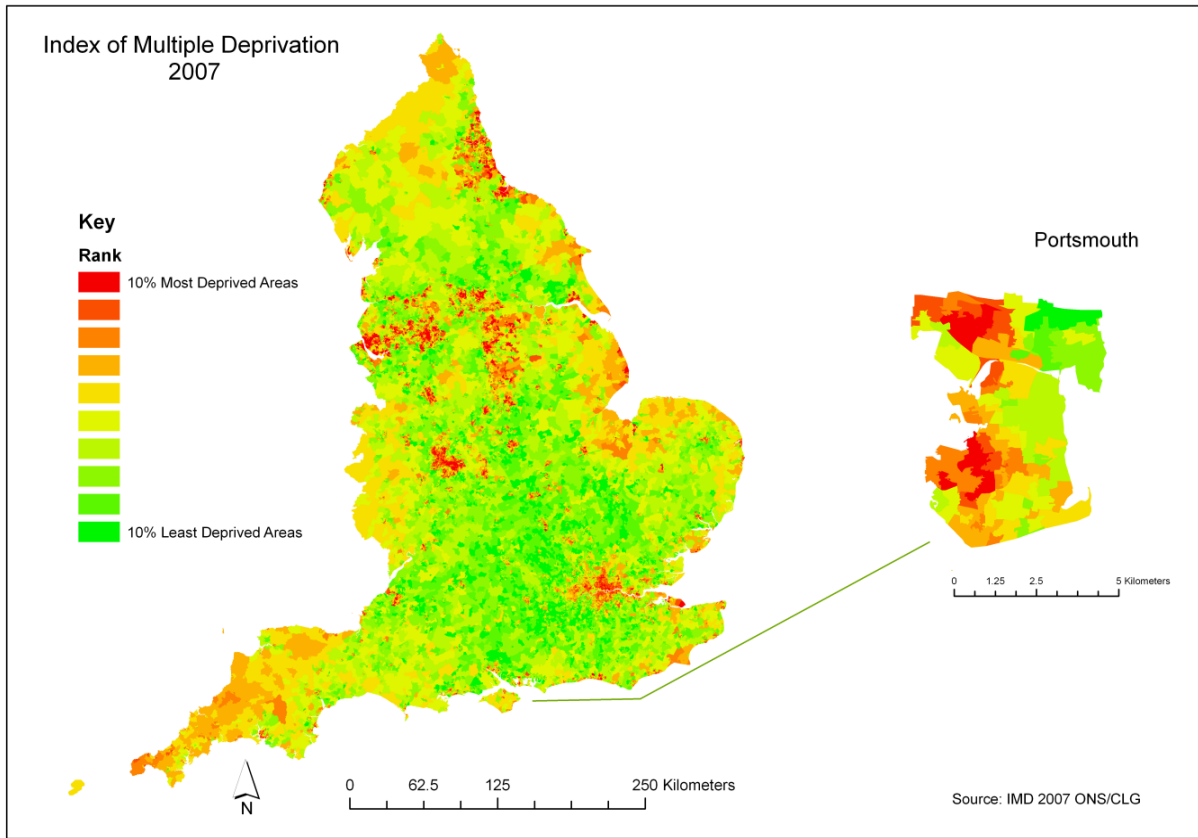 Index of Multiple Deprivation
2007
Key
Rank
10% Most Deprived Areas
10% Least Deprived Areas
Portsmouth
0 1.25 2.5 5 Kilometers
N
0 62.5 125 250 Kilometers
Source: IMD 2007 ONS/CLG